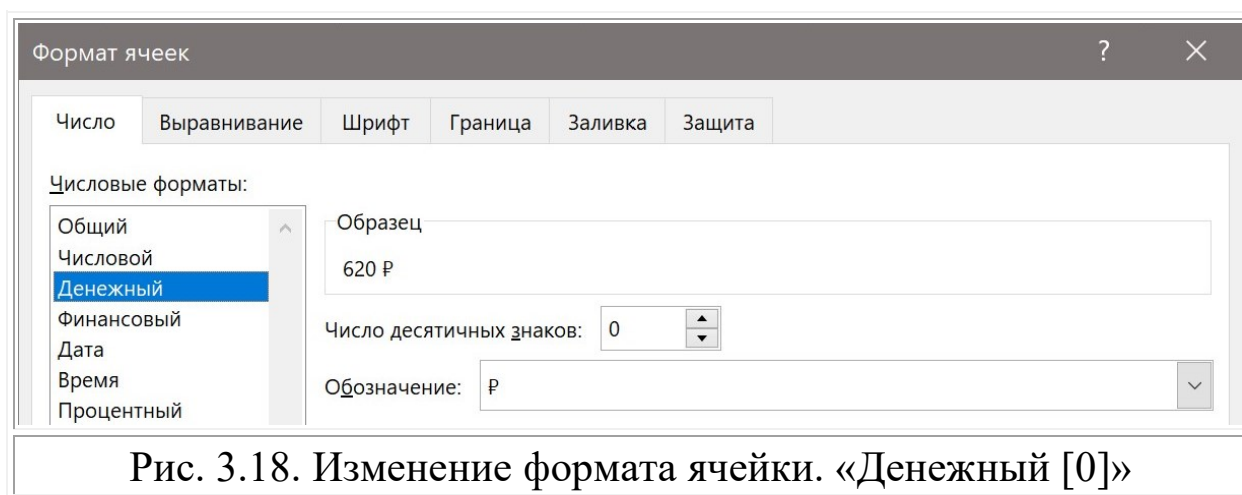 Формат ячеек ?
Число Выравнивание Шрифт Граница Заливка Защита
Числовые форматы:
Общий
Числовой
Денежный
Финансовый
Дата
Время
Процентный
Образец
620 ₽
Число десятичных знаков: 0
Обозначение: ₽
Рис. 3.18. Изменение формата ячейки. «Денежный [0]»